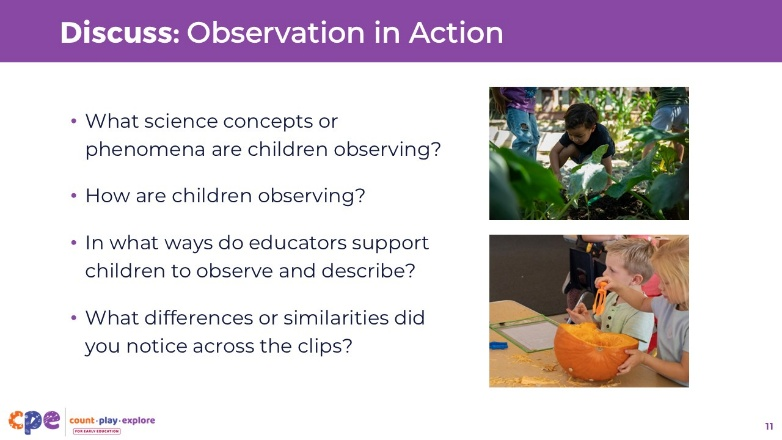 Discuss: Observation in Action
• What science concepts or
phenomena are children observing?
• How are children observing?
• In what ways do educators support
children to observe and describe?
• What differences or similarities did
you notice across the clips?
cpe
count·play·explore
FOR EARLY EDUCATION
11